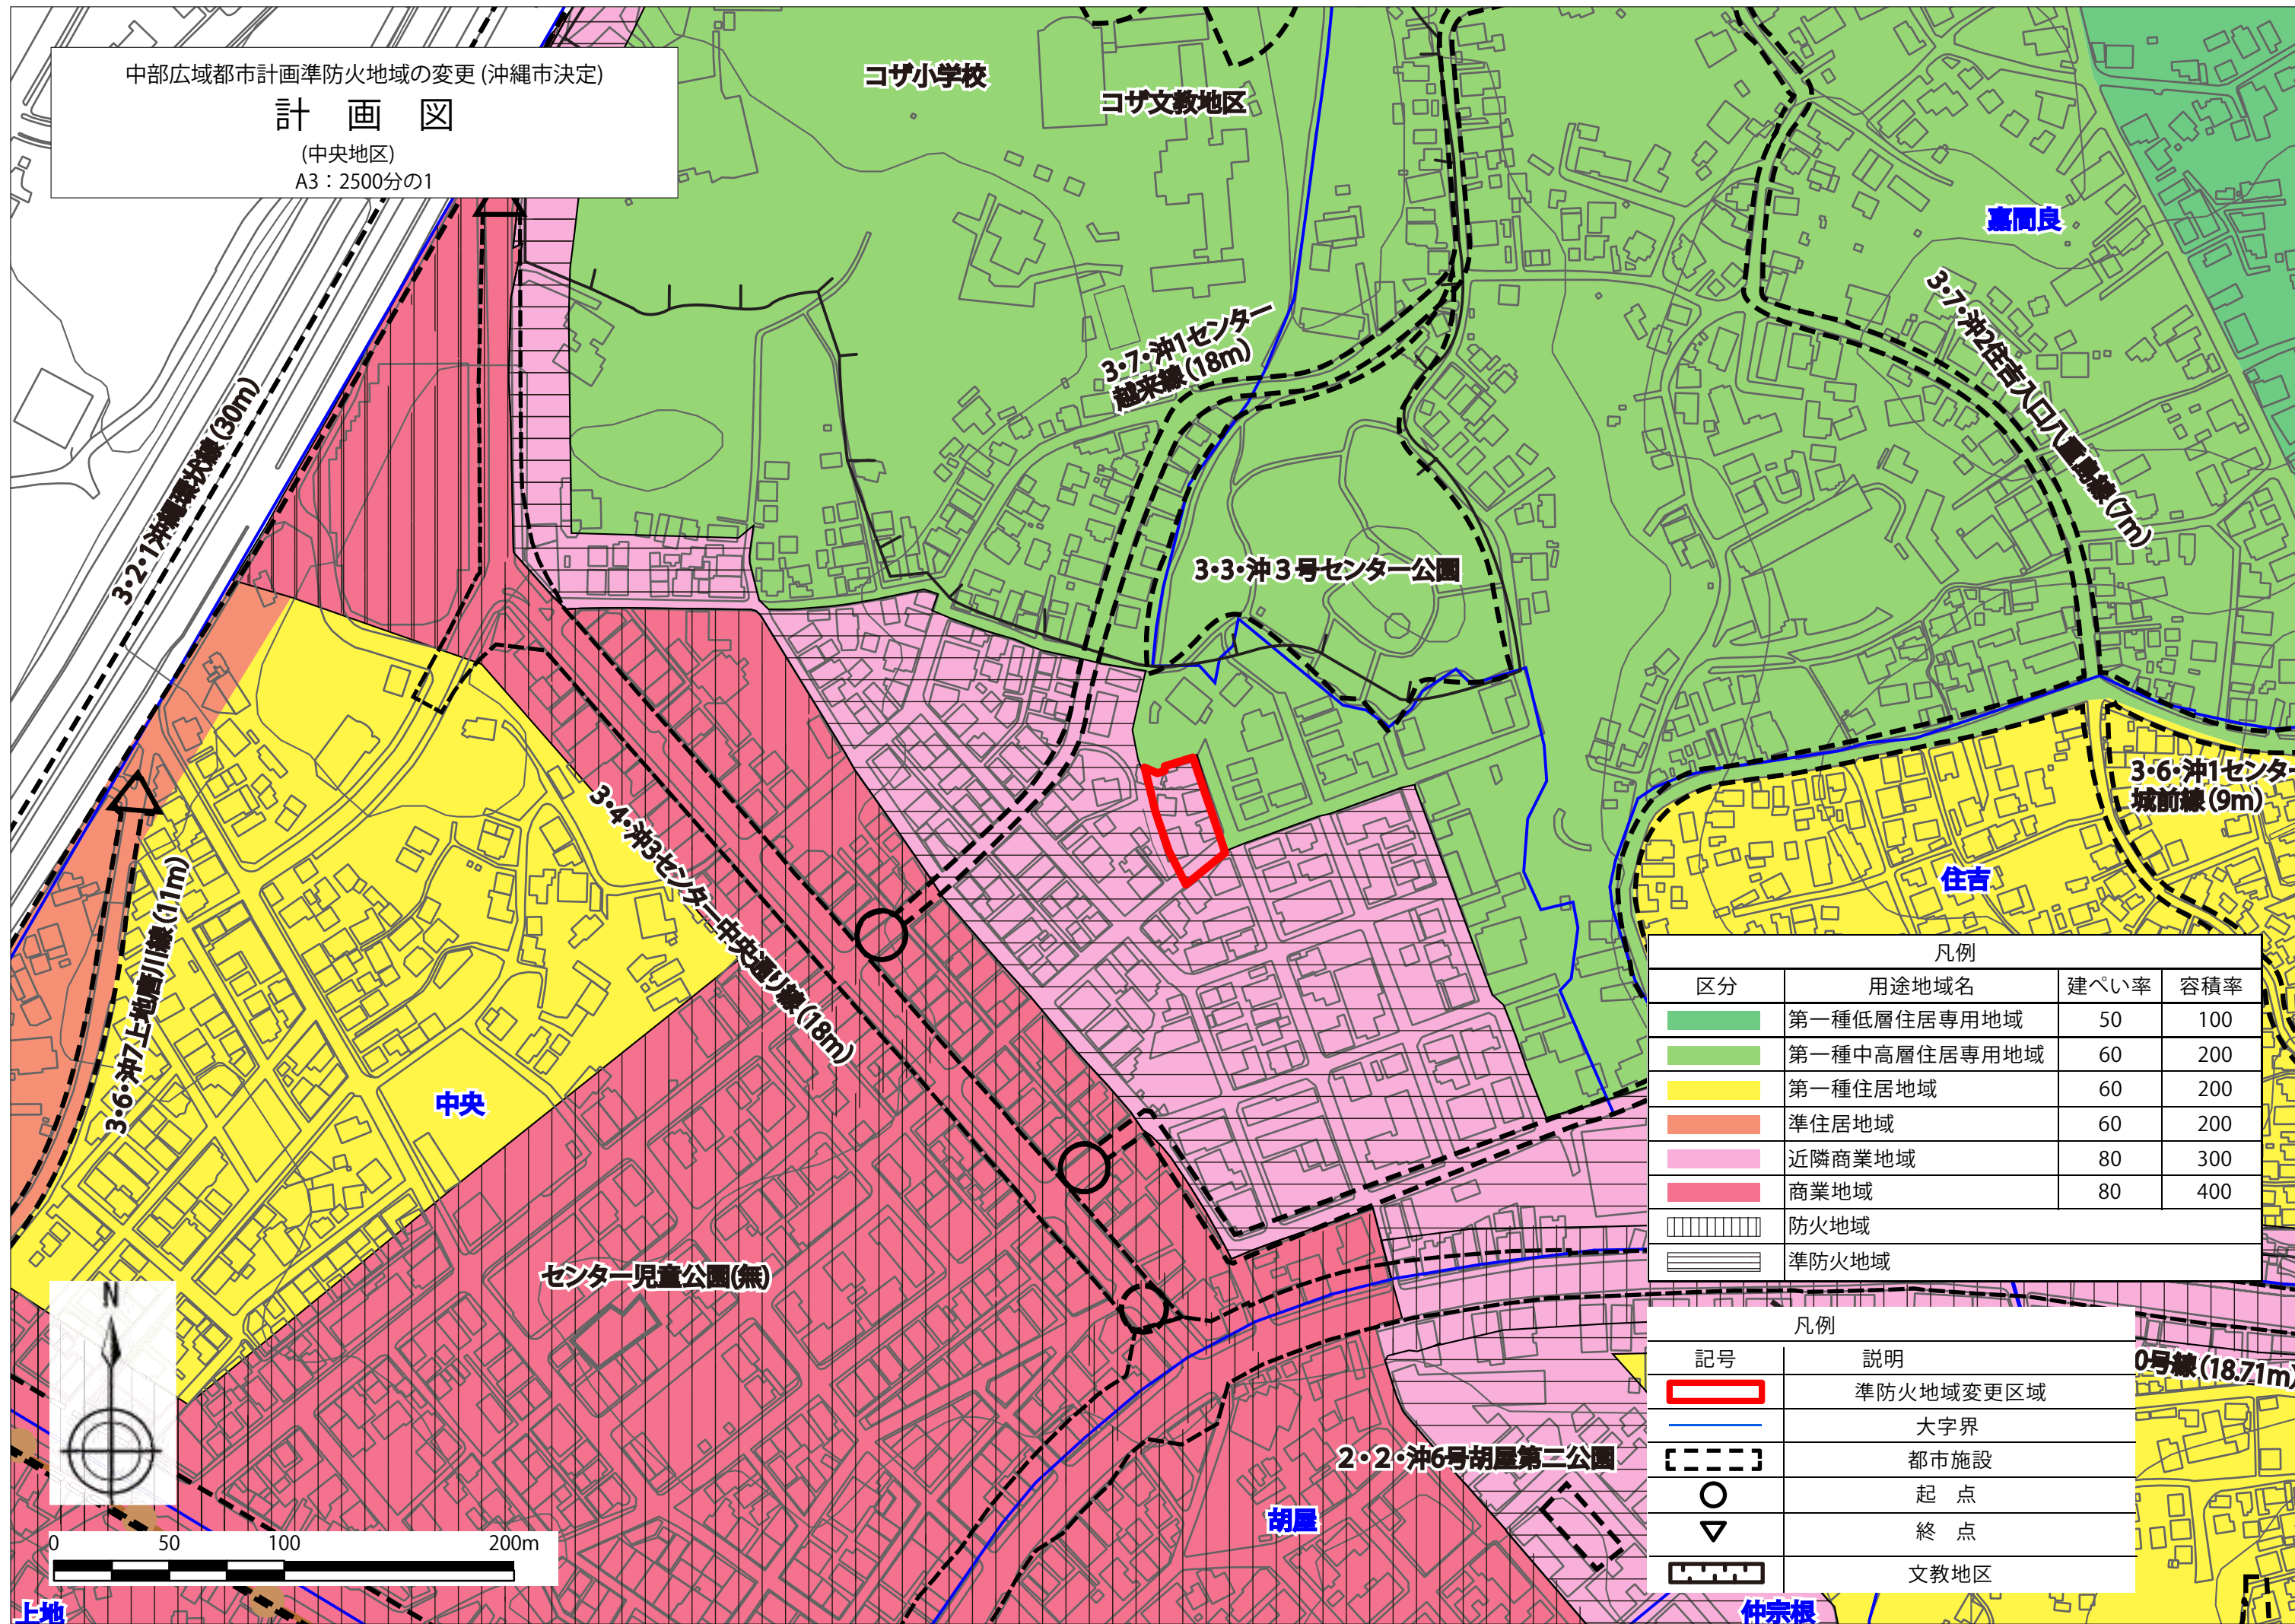 中部広域都市計画準防火地域の変更 (沖縄市決定)
計 画 図
(中央地区)
A3：2500分の1
コザ小学校
コザ文教地区
嘉間良
3・7・沖1センター
越来線(18m)
3・7・沖2住吉入口八重島線(7m)
3・2・1沖縄環状線(30m)
3・3・沖３号センター公園
3・6・沖1センター
城前線(9m)
3・4・沖3センター中央通り線(18m)
住吉
3・6・沖7上地宮川線(11m)
中央
センター児童公園(無)
凡例
区分 用途地域名 建ぺい率 容積率
第一種低層住居専用地域 50 100
第一種中高層住居専用地域 60 200
第一種住居地域 60 200
準住居地域 60 200
近隣商業地域 80 300
商業地域 80 400
防火地域
準防火地域
凡例
記号 説明
準防火地域変更区域
大字界
都市施設
起 点
終 点
文教地区
0号線(18.71m)
２・２・沖6号胡屋第二公園
胡屋
N
0 50 100 200m
上地
仲宗根